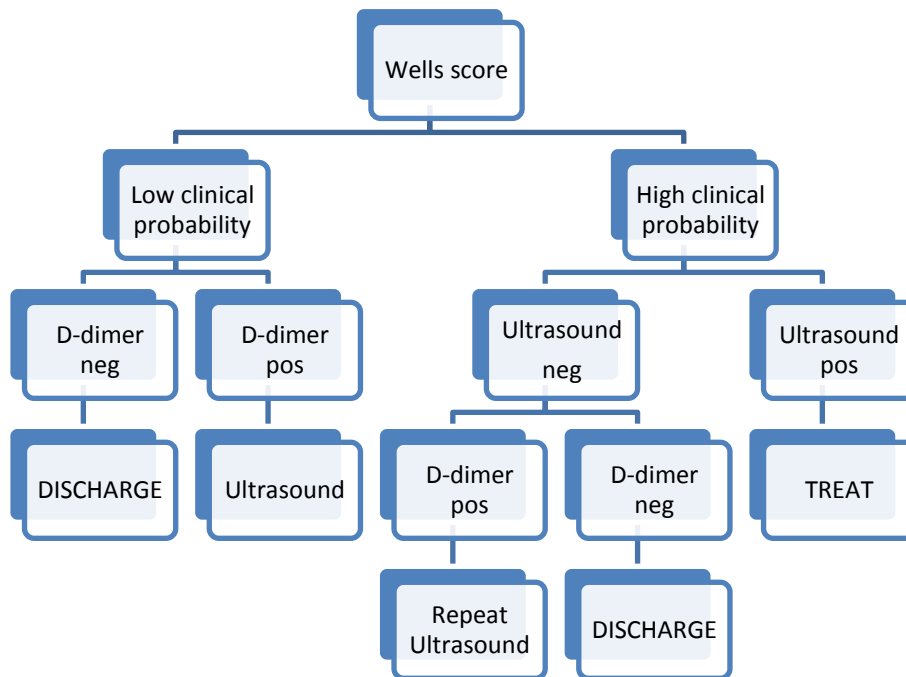 Wells score
Low clinical
probability
High clinical
probability
D-dimer
neg
D-dimer
pos
Ultrasound
neg
Ultrasound
pos
DISCHARGE
Ultrasound
D-dimer
pos
D-dimer
neg
TREAT
Repeat
Ultrasound
DISCHARGE